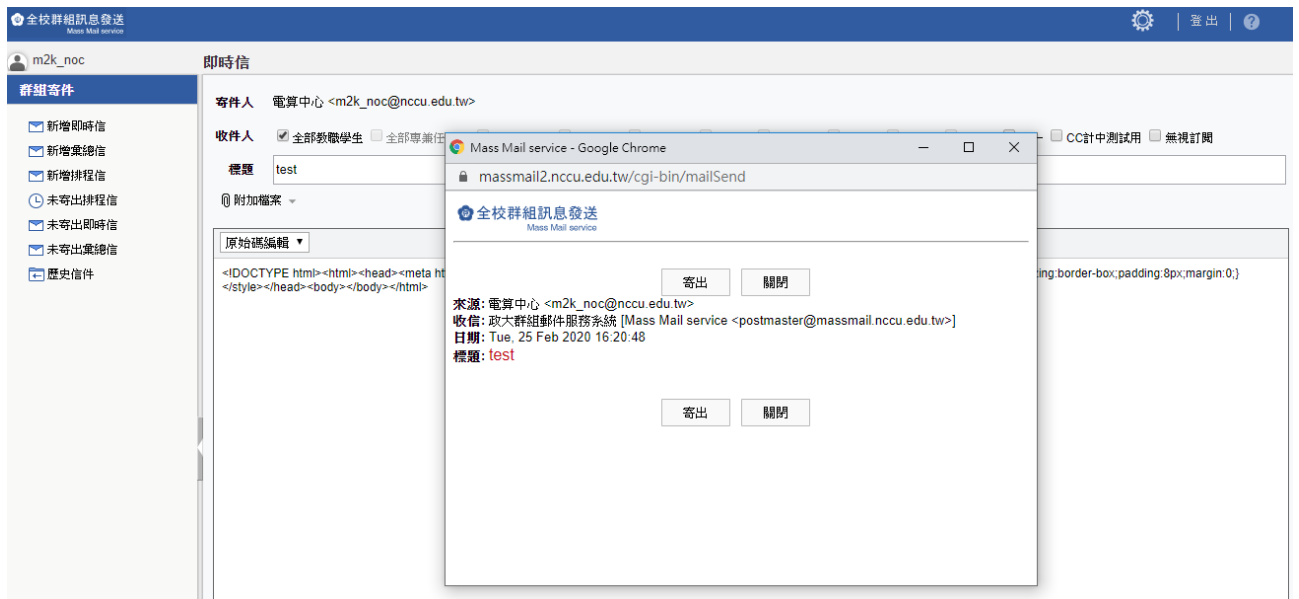 全校群組訊息發送
Mass Mail service
登出
m2k_noc
即時信
群組寄件
新增即時信
新增彙總信
新增排程信
未寄出排程信
未寄出即時信
未寄出彙總信
歷史信件
寄件人 電算中心 <m2k_noc@nccu.edu.tw>
收件人 全部教職學生 全部專兼任 CC計中測試用 無視訂閱
標題 test
附加檔案
原始碼編輯 ▼
<!DOCTYPE html><html><head><meta ht ing:border-box;padding:8px;margin:0;}
</style></head><body></body></html>
Mass Mail service - Google Chrome
massmail2.nccu.edu.tw/cgi-bin/mailSend
全校群組訊息發送
Mass Mail service
寄出 關閉
來源: 電算中心 <m2k_noc@nccu.edu.tw>
收信: 政大群組郵件服務系統 [Mass Mail service <postmaster@massmail.nccu.edu.tw>]
日期: Tue, 25 Feb 2020 16:20:48
標題: test
寄出 關閉